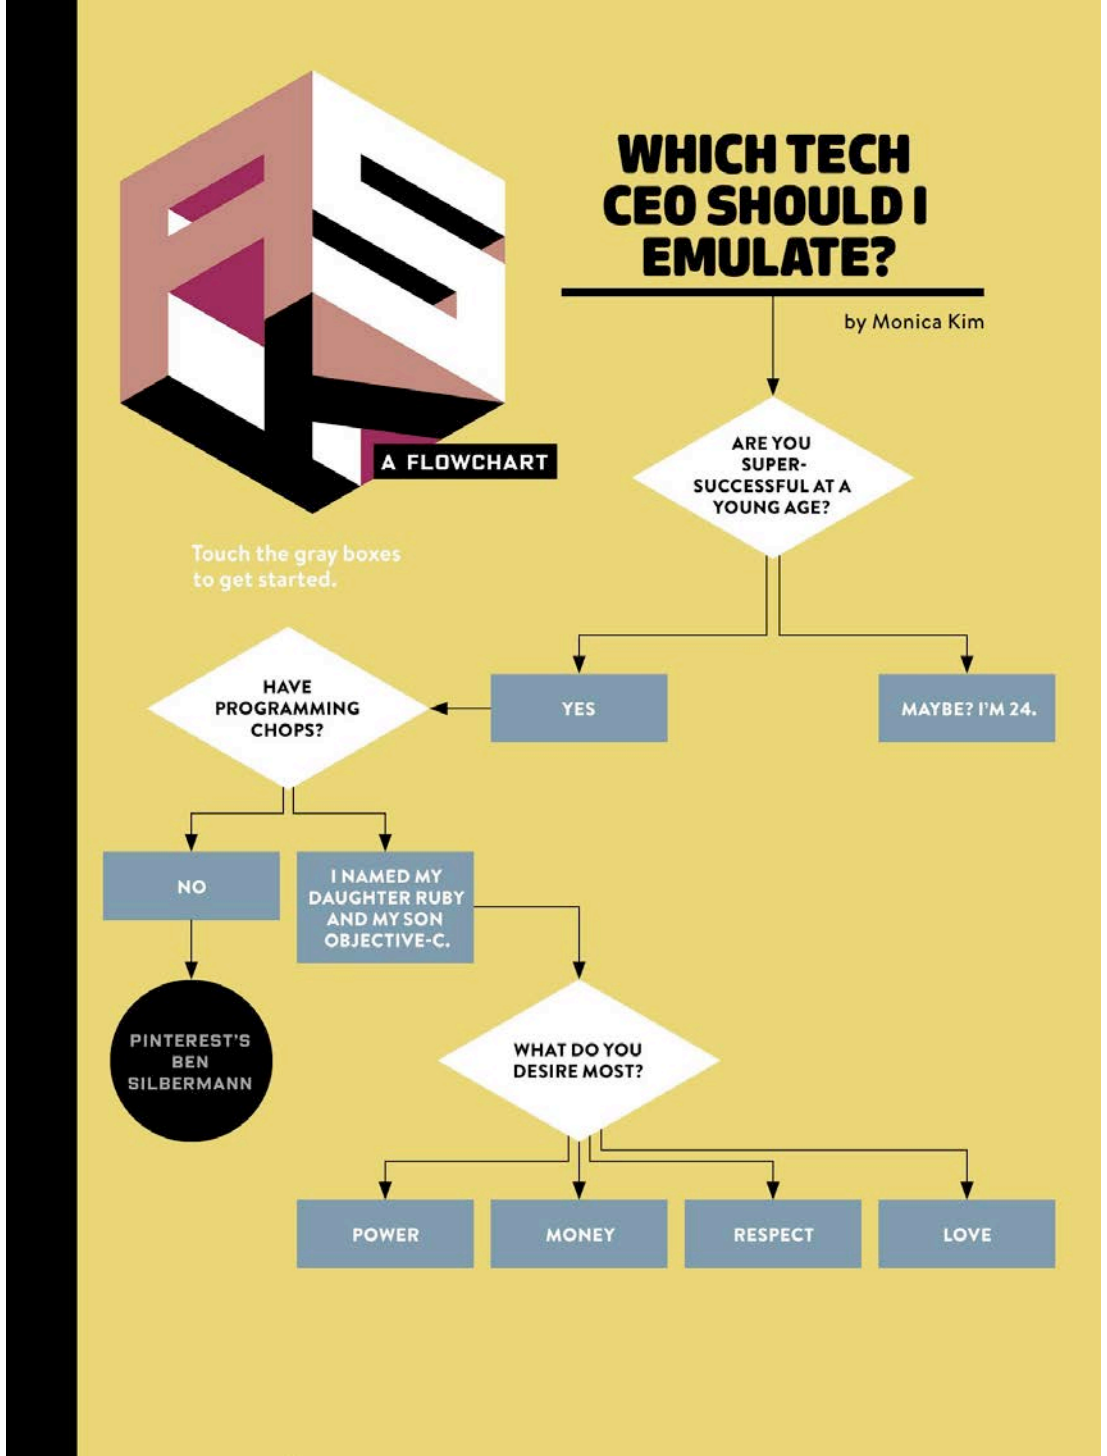 ASK
A FLOWCHART
WHICH TECH
CEO SHOULD I
EMULATE?
by Monica Kim
Touch the gray boxes
to get started.
ARE YOU
SUPER-
SUCCESSFUL AT A
YOUNG AGE?
YES
MAYBE? I'M 24.
HAVE
PROGRAMMING
CHOPS?
NO
I NAMED MY
DAUGHTER RUBY
AND MY SON
OBJECTIVE-C.
PINTEREST'S
BEN
SILBERMANN
WHAT DO YOU
DESIRE MOST?
POWER
MONEY
RESPECT
LOVE